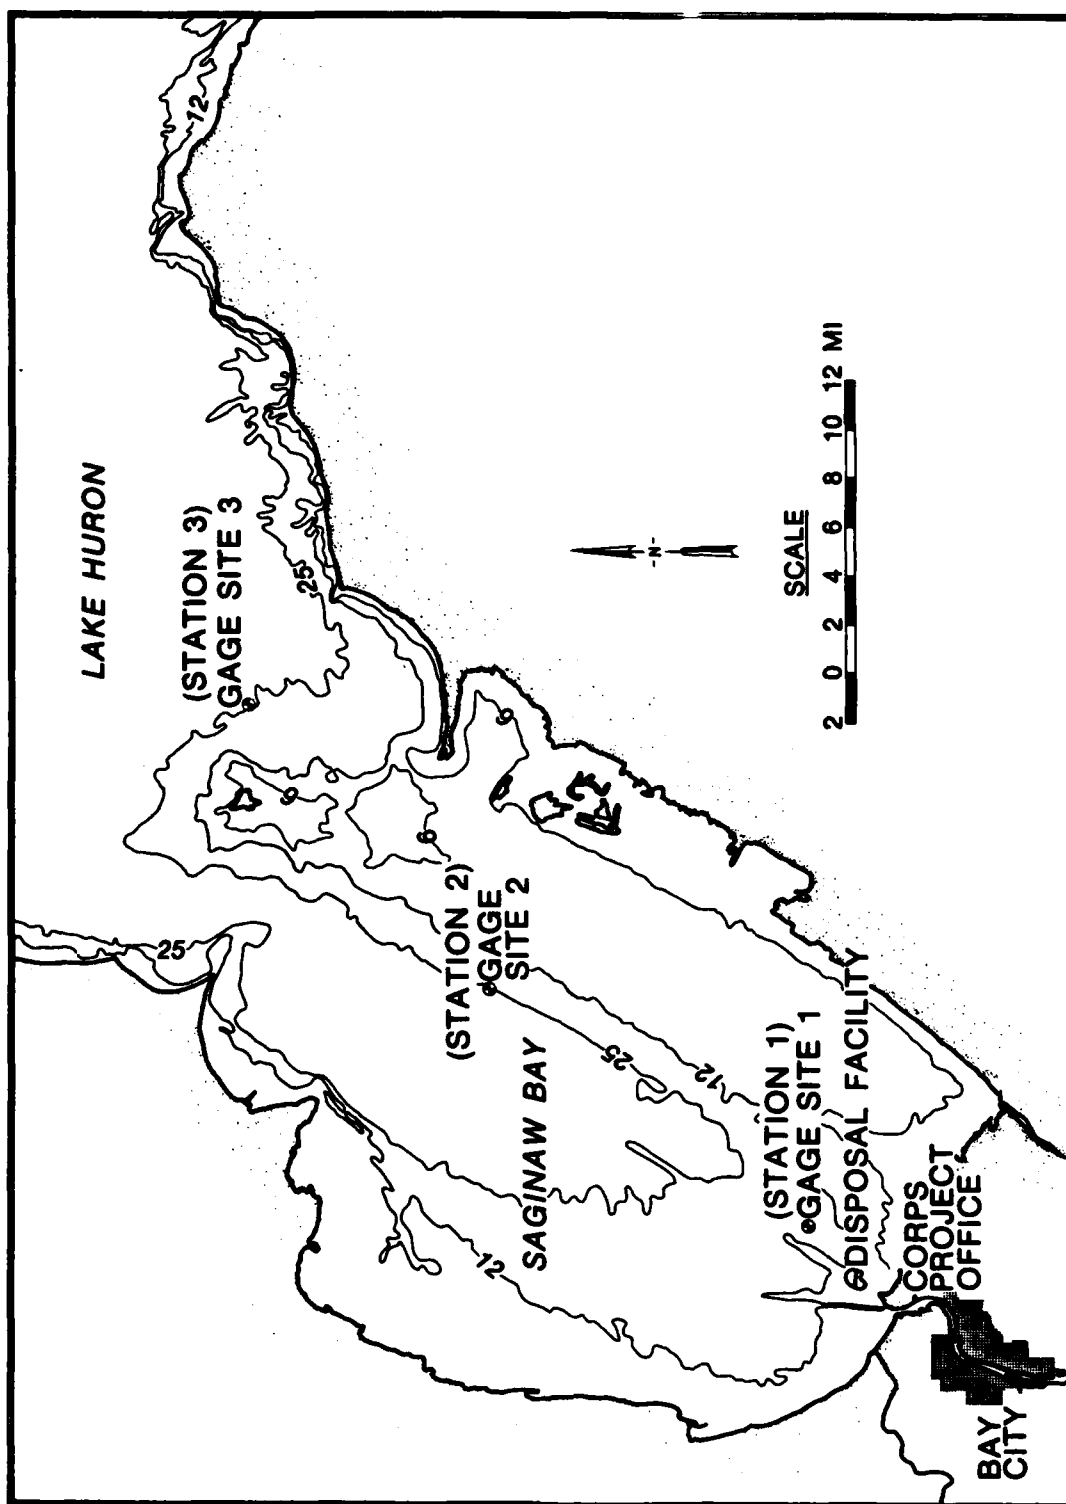 LAKE HURON
12
(STATION 3)
GAGE SITE 3
25
6
6
6
25
(STATION 2)
GAGE
SITE 2
SAGINAW BAY
25
12
12
(STATION 1)
GAGE SITE 1
DISPOSAL FACILITY
CORPS
PROJECT
OFFICE
BAY
CITY
-N-
SCALE
2 0 2 4 6 8 10 12 MI